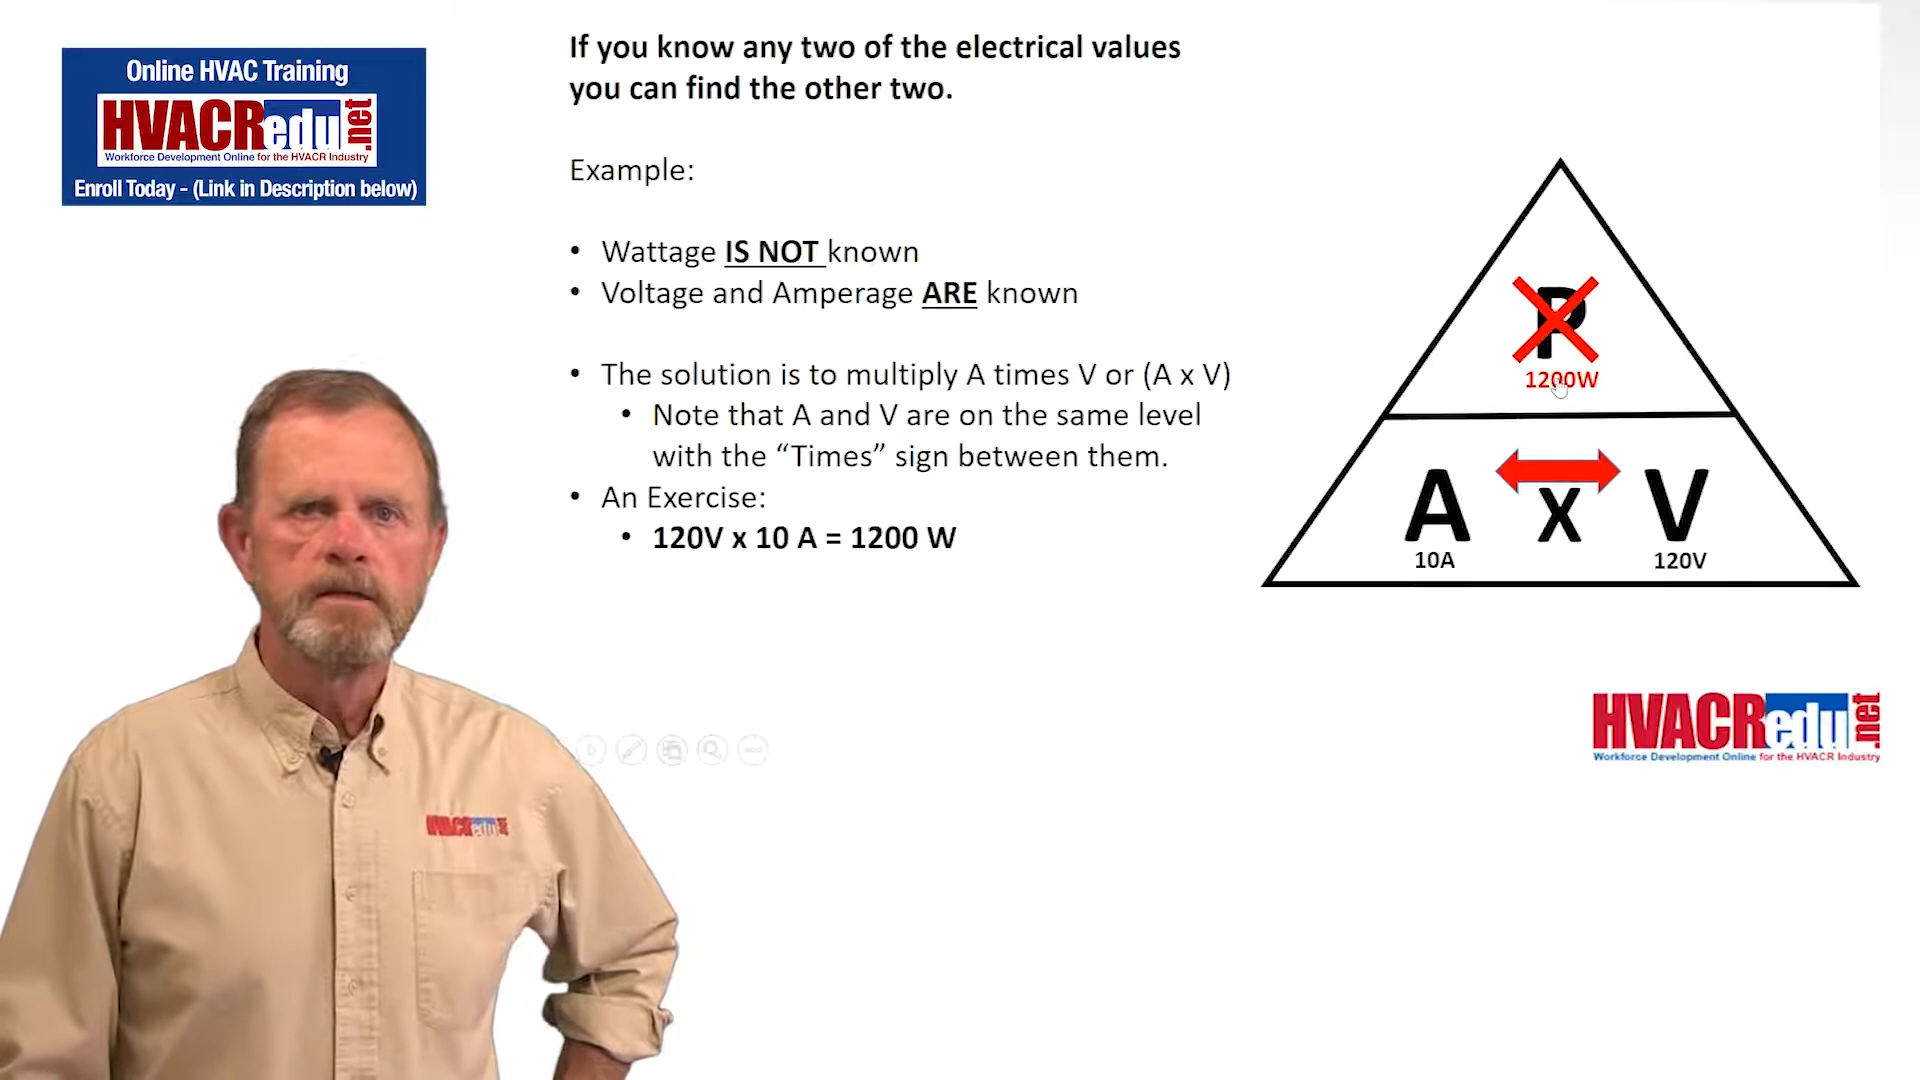 Online HVAC Training
HVACRedu.net
Workforce Development Online for the HVACR Industry
Enroll Today - (Link in Description below)
If you know any two of the electrical values
you can find the other two.
Example:
• Wattage IS NOT known
• Voltage and Amperage ARE known
• The solution is to multiply A times V or (A x V)
• Note that A and V are on the same level
with the “Times” sign between them.
• An Exercise:
• 120V x 10 A = 1200 W
P
1200W
A x V
10A 120V
HVACRedu.net
Workforce Development Online for the HVACR Industry
HVACRedu.net